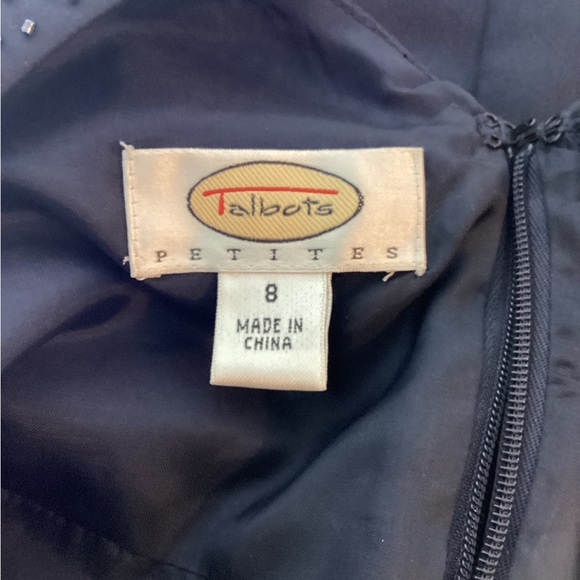 Talbots
PETITES
8
MADE IN
CHINA